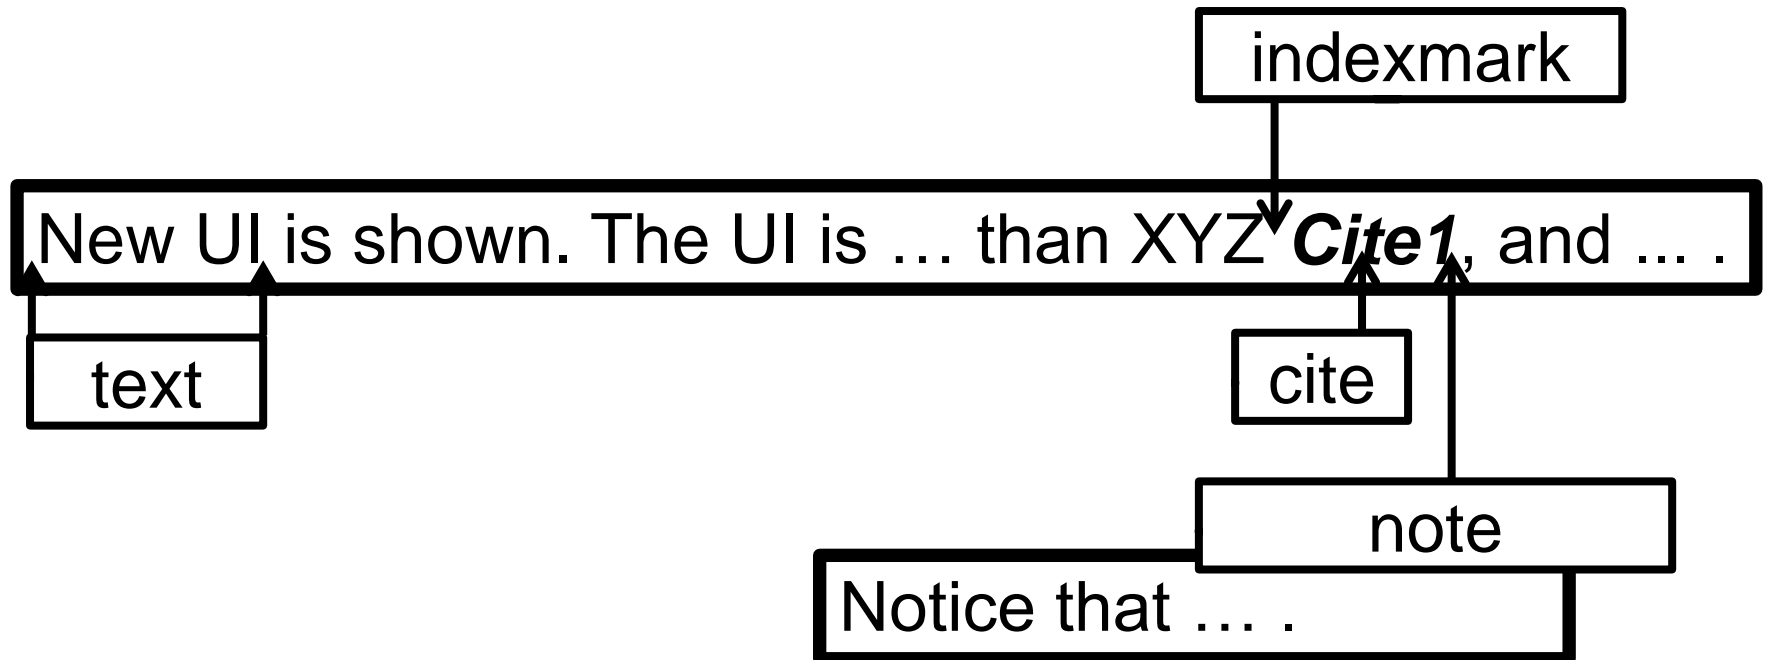 indexmark
New UI is shown. The UI is … than XYZ Cite1, and ... .
text
cite
note
Notice that … .